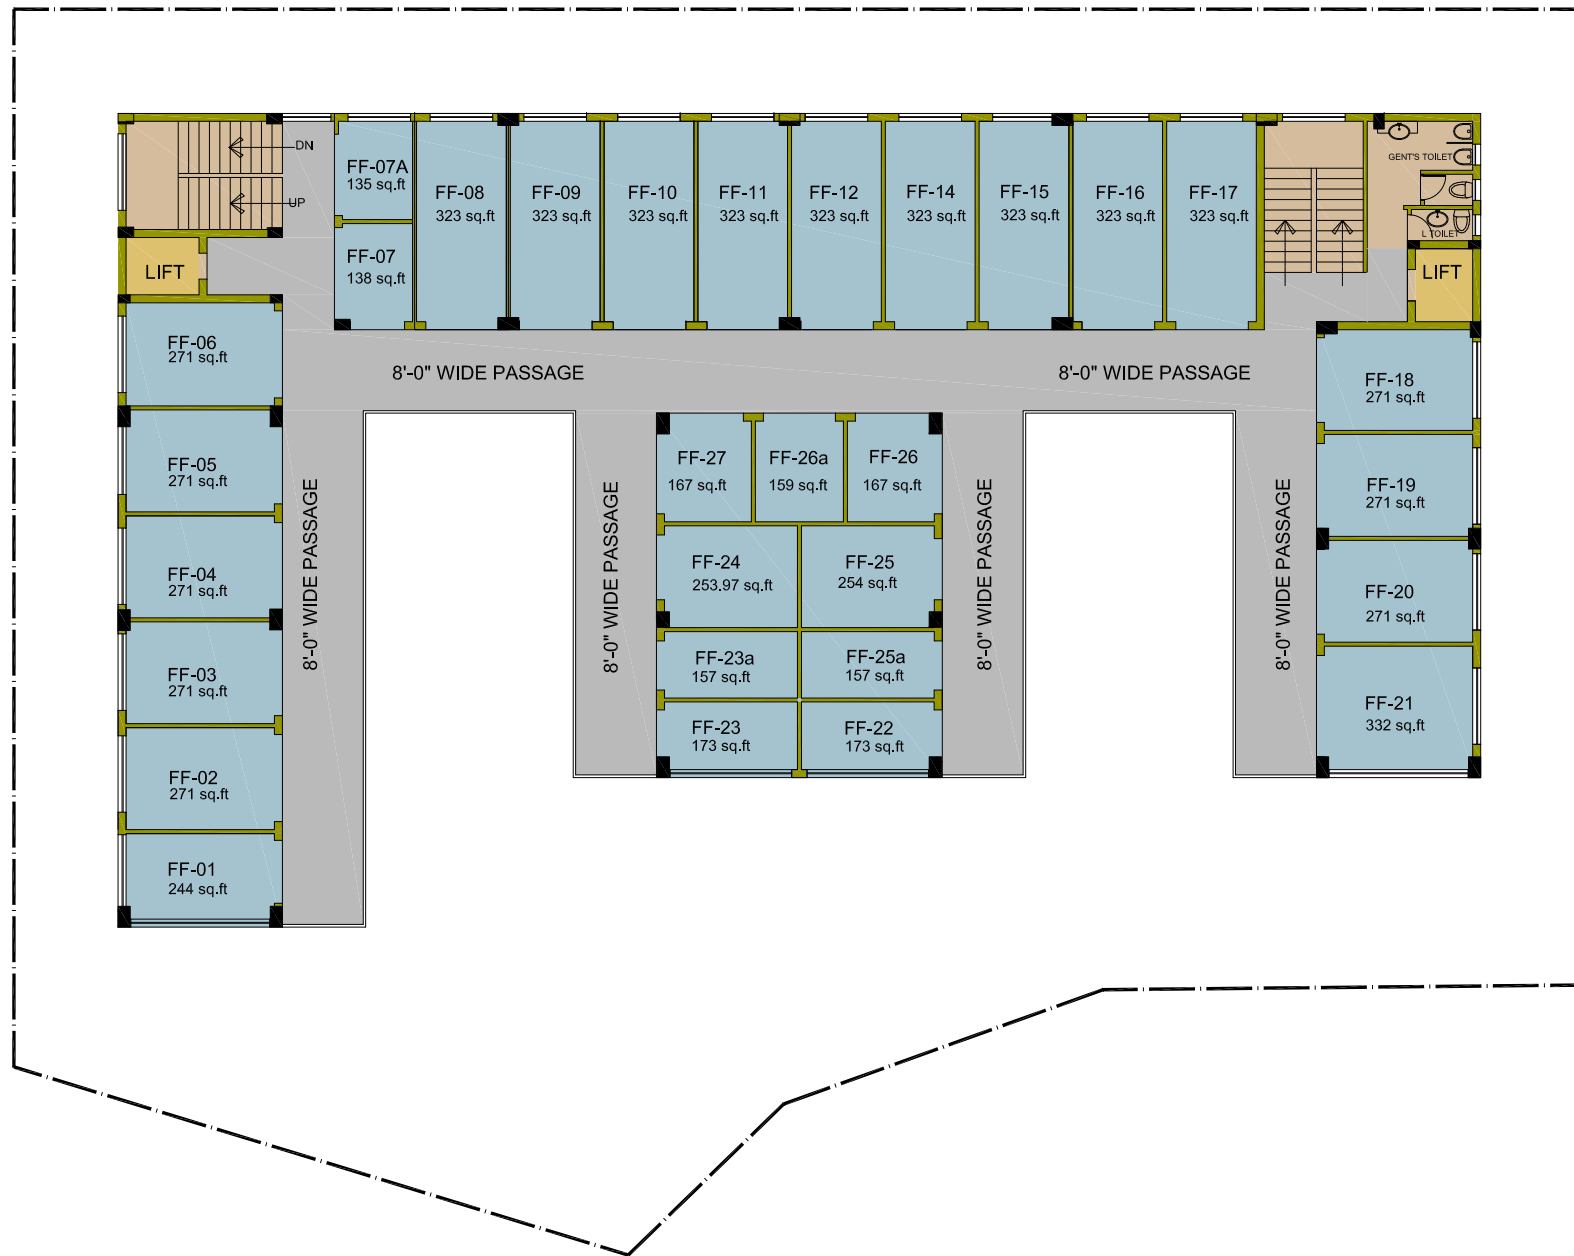 DN
UP
FF-07A
135 sq.ft
FF-07
138 sq.ft
FF-08
323 sq.ft
FF-09
323 sq.ft
FF-10
323 sq.ft
FF-11
323 sq.ft
FF-12
323 sq.ft
FF-14
323 sq.ft
FF-15
323 sq.ft
FF-16
323 sq.ft
FF-17
323 sq.ft
GENT'S TOILET
L TOILET
LIFT
LIFT
8'-0" WIDE PASSAGE
8'-0" WIDE PASSAGE
FF-06
271 sq.ft
FF-05
271 sq.ft
FF-04
271 sq.ft
FF-03
271 sq.ft
FF-02
271 sq.ft
FF-01
244 sq.ft
8'-0" WIDE PASSAGE
8'-0" WIDE PASSAGE
FF-27
167 sq.ft
FF-26a
159 sq.ft
FF-26
167 sq.ft
FF-24
253.97 sq.ft
FF-25
254 sq.ft
FF-23a
157 sq.ft
FF-25a
157 sq.ft
FF-23
173 sq.ft
FF-22
173 sq.ft
8'-0" WIDE PASSAGE
8'-0" WIDE PASSAGE
FF-18
271 sq.ft
FF-19
271 sq.ft
FF-20
271 sq.ft
FF-21
332 sq.ft